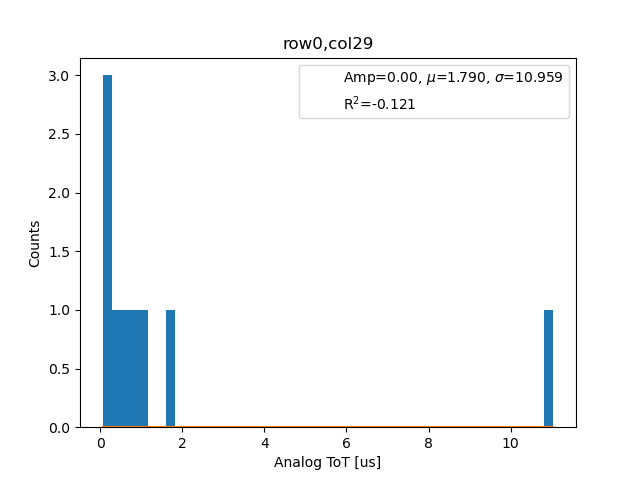 row0,col29
Amp=0.00, μ=1.790, σ=10.959
R²=-0.121
3.0
2.5
2.0
1.5
1.0
0.5
0.0
Counts
0 2 4 6 8 10
Analog ToT [us]